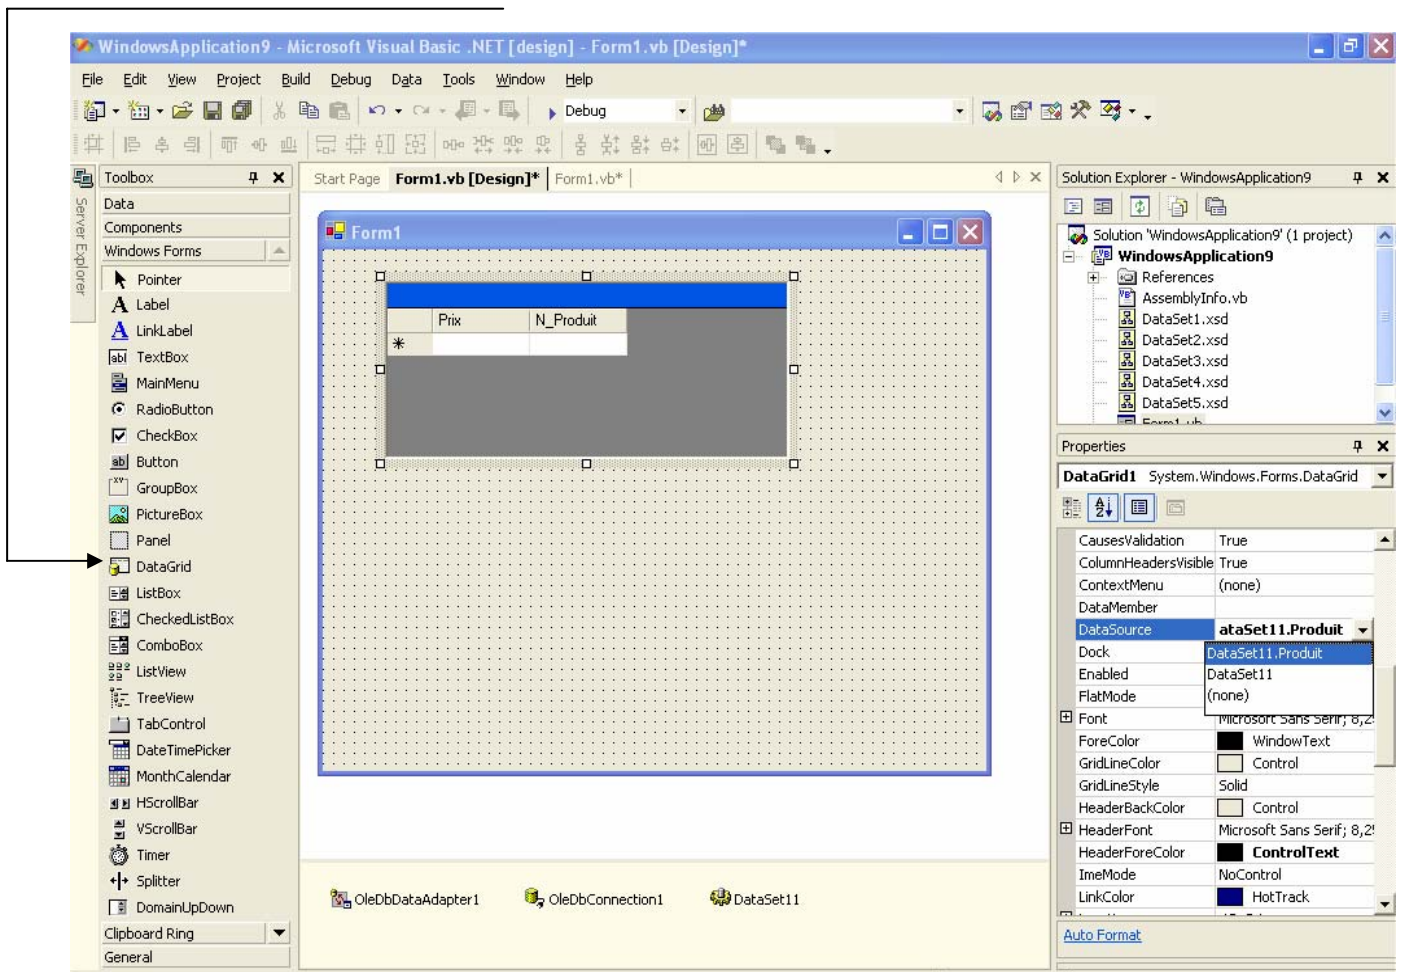 WindowsApplication9 - Microsoft Visual Basic .NET [design] - Form1.vb [Design]*
File Edit View Project Build Debug Data Tools Window Help
Debug
Server Explorer
Toolbox
Data
Components
Windows Forms
Pointer
Label
LinkLabel
TextBox
MainMenu
RadioButton
CheckBox
Button
GroupBox
PictureBox
Panel
DataGrid
ListBox
CheckedListBox
ComboBox
ListView
TreeView
TabControl
DateTimePicker
MonthCalendar
HScrollBar
VScrollBar
Timer
Splitter
DomainUpDown
Clipboard Ring
General
Start Page Form1.vb [Design]* Form1.vb*
Form1
Prix N_Produit
OleDbDataAdapter1 OleDbConnection1 DataSet11
Solution Explorer - WindowsApplication9
Solution 'WindowsApplication9' (1 project)
WindowsApplication9
References
AssemblyInfo.vb
DataSet1.xsd
DataSet2.xsd
DataSet3.xsd
DataSet4.xsd
DataSet5.xsd
Form1.vb
Properties
DataGrid1 System.Windows.Forms.DataGrid
CausesValidation True
ColumnHeadersVisible True
ContextMenu (none)
DataMember
DataSource ataSet11.Produit
Dock DataSet11.Produit
Enabled DataSet11
FlatMode (none)
Font Microsoft Sans Serif; 8,2
ForeColor WindowText
GridLineColor Control
GridLineStyle Solid
HeaderBackColor Control
HeaderFont Microsoft Sans Serif; 8,2
HeaderForeColor ControlText
ImeMode NoControl
LinkColor HotTrack
Auto Format